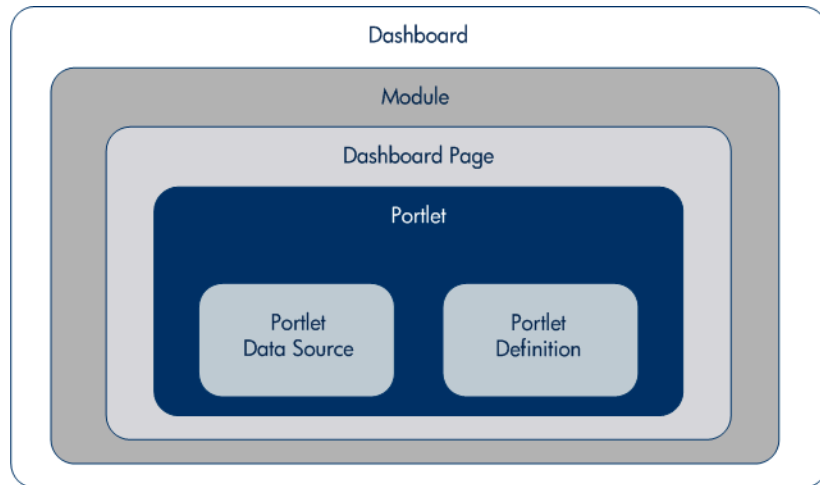 Dashboard
Module
Dashboard Page
Portlet
Portlet
Data Source
Portlet
Definition